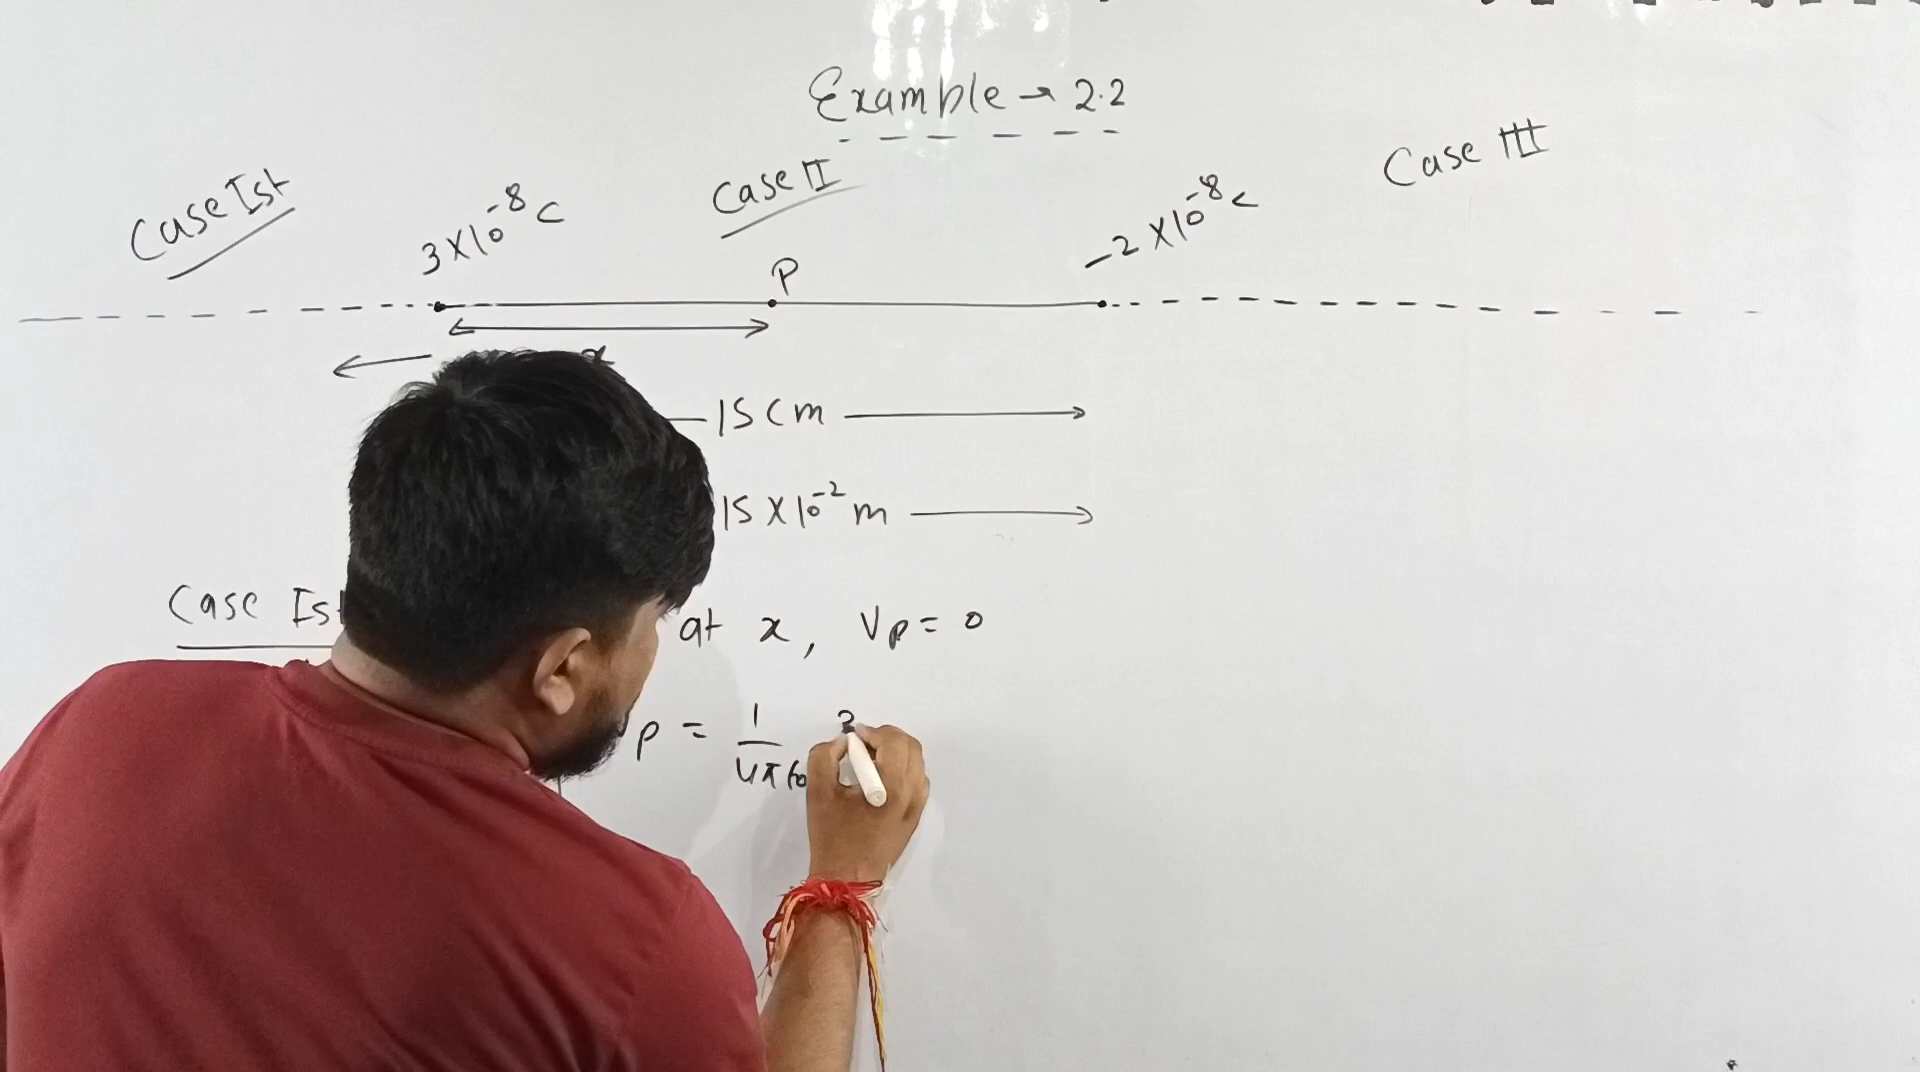 Examble → 2.2
Case Ist
3×10⁻⁸ C
Case II
P
-2×10⁻⁸ C
Case III
x
15 cm
15×10⁻² m
Case Ist
at x, Vp = 0
p = 1/4πϵ₀